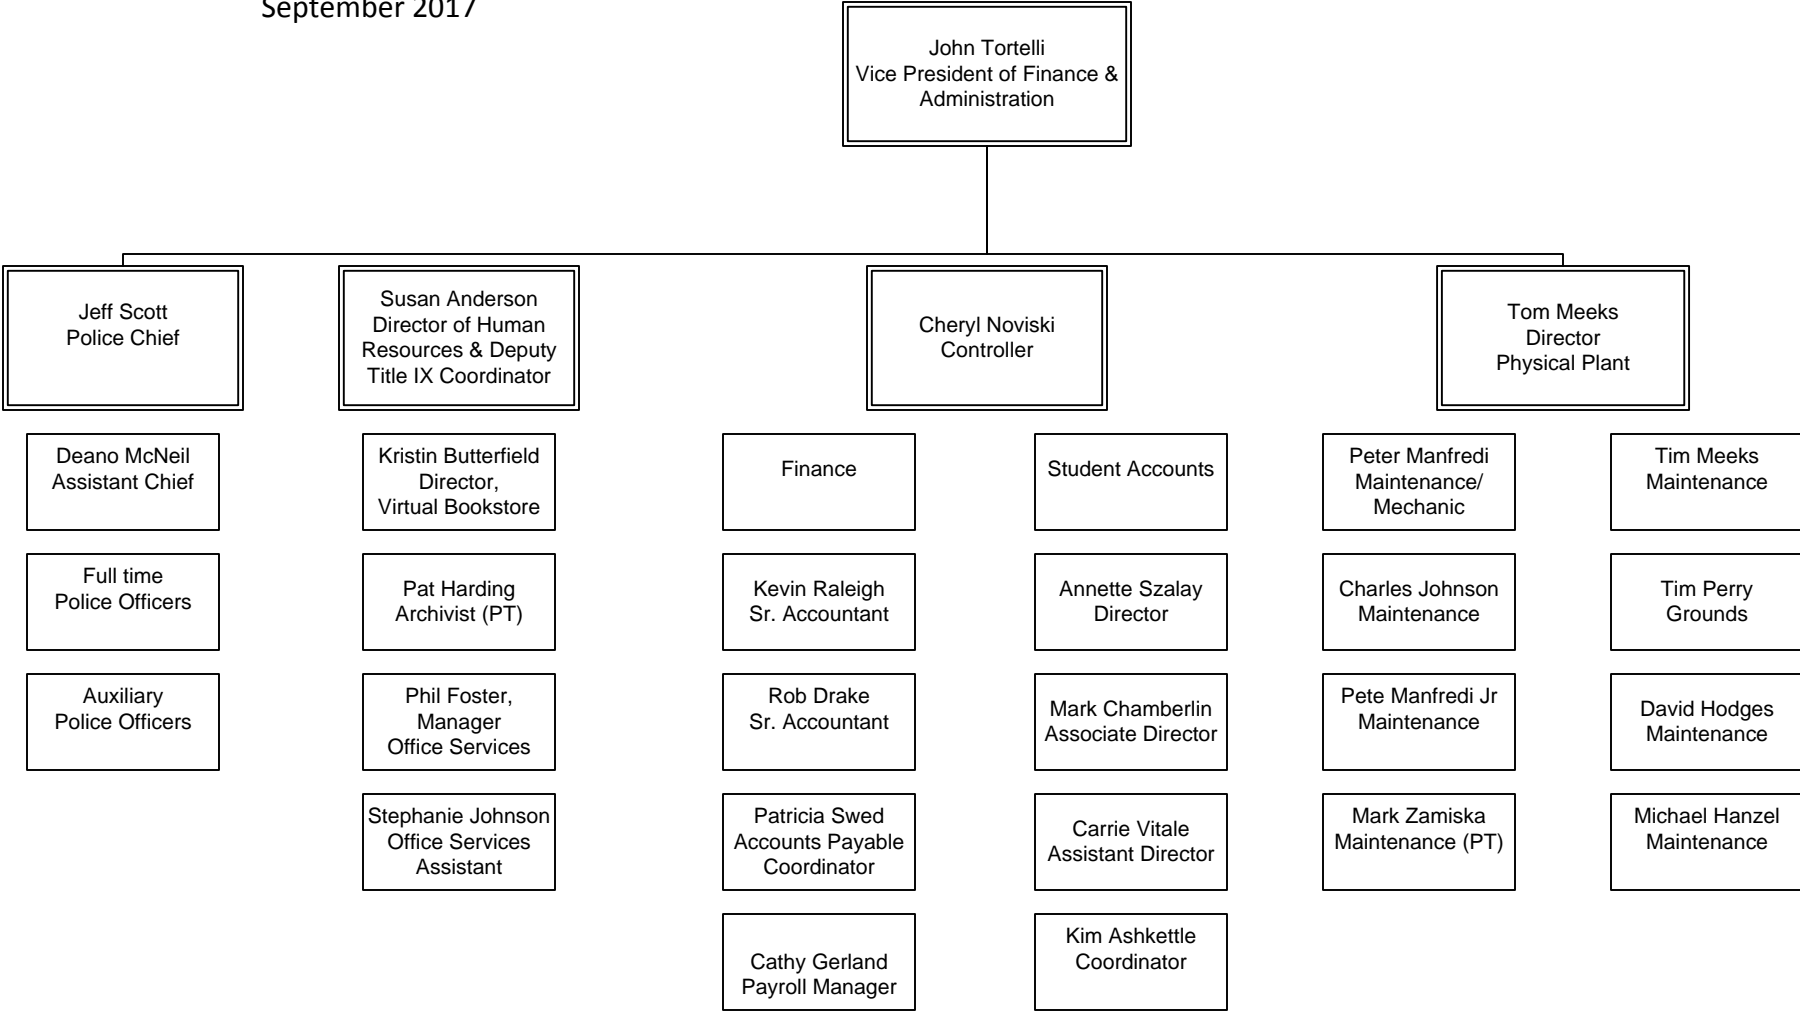 September 2017
John Tortelli
Vice President of Finance &
Administration
Jeff Scott
Police Chief
Susan Anderson
Director of Human
Resources & Deputy
Title IX Coordinator
Cheryl Noviski
Controller
Tom Meeks
Director
Physical Plant
Deano McNeil
Assistant Chief
Full time
Police Officers
Auxiliary
Police Officers
Kristin Butterfield
Director,
Virtual Bookstore
Pat Harding
Archivist (PT)
Phil Foster,
Manager
Office Services
Stephanie Johnson
Office Services
Assistant
Finance
Kevin Raleigh
Sr. Accountant
Rob Drake
Sr. Accountant
Patricia Swed
Accounts Payable
Coordinator
Cathy Gerland
Payroll Manager
Student Accounts
Annette Szalay
Director
Mark Chamberlin
Associate Director
Carrie Vitale
Assistant Director
Kim Ashkettle
Coordinator
Peter Manfredi
Maintenance/
Mechanic
Charles Johnson
Maintenance
Pete Manfredi Jr
Maintenance
Mark Zamiska
Maintenance (PT)
Tim Meeks
Maintenance
Tim Perry
Grounds
David Hodges
Maintenance
Michael Hanzel
Maintenance